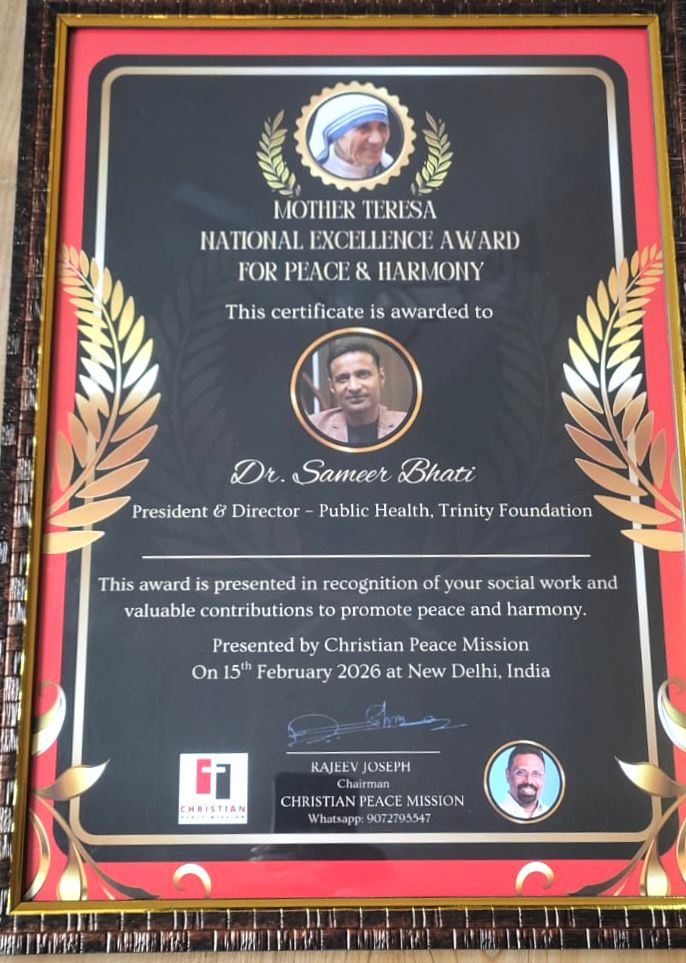 MOTHER TERESA
NATIONAL EXCELLENCE AWARD
FOR PEACE & HARMONY
This certificate is awarded to
Dr. Sameer Bhati
President & Director – Public Health, Trinity Foundation
This award is presented in recognition of your social work and
valuable contributions to promote peace and harmony.
Presented by Christian Peace Mission
On 15th February 2026 at New Delhi, India
RAJEEV JOSEPH
Chairman
CHRISTIAN PEACE MISSION
Whatsapp: 9072795547
CHRISTIAN
PEACE MISSION